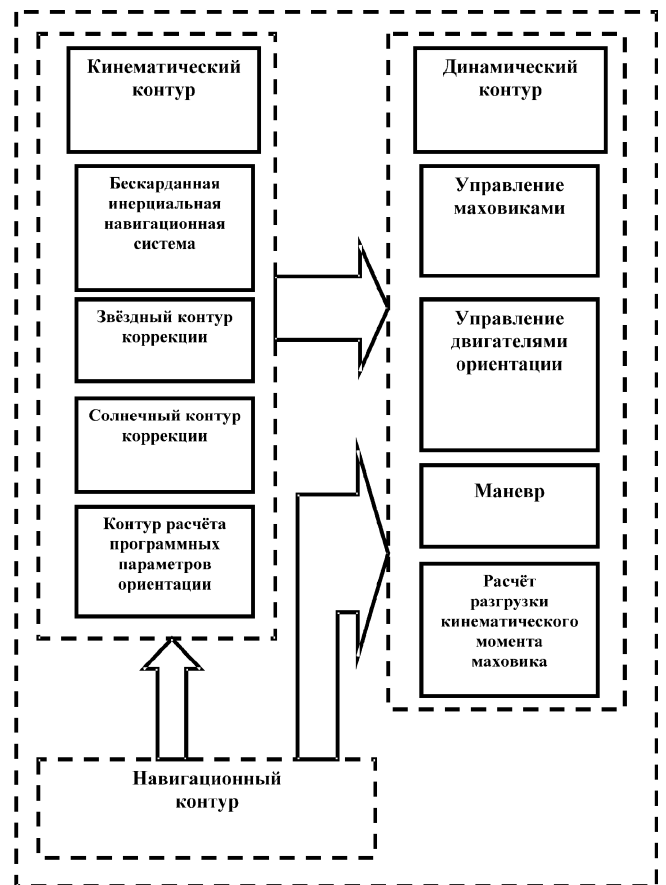 Кинематический
контур
Бескарданная
инерциальная
навигационная
система
Звёздный контур
коррекции
Солнечный контур
коррекции
Контур расчёта
программных
параметров
ориентации
Динамический
контур
Управление
маховиками
Управление
двигателями
ориентации
Маневр
Расчёт
разгрузки
кинематического
момента
маховика
Навигационный
контур